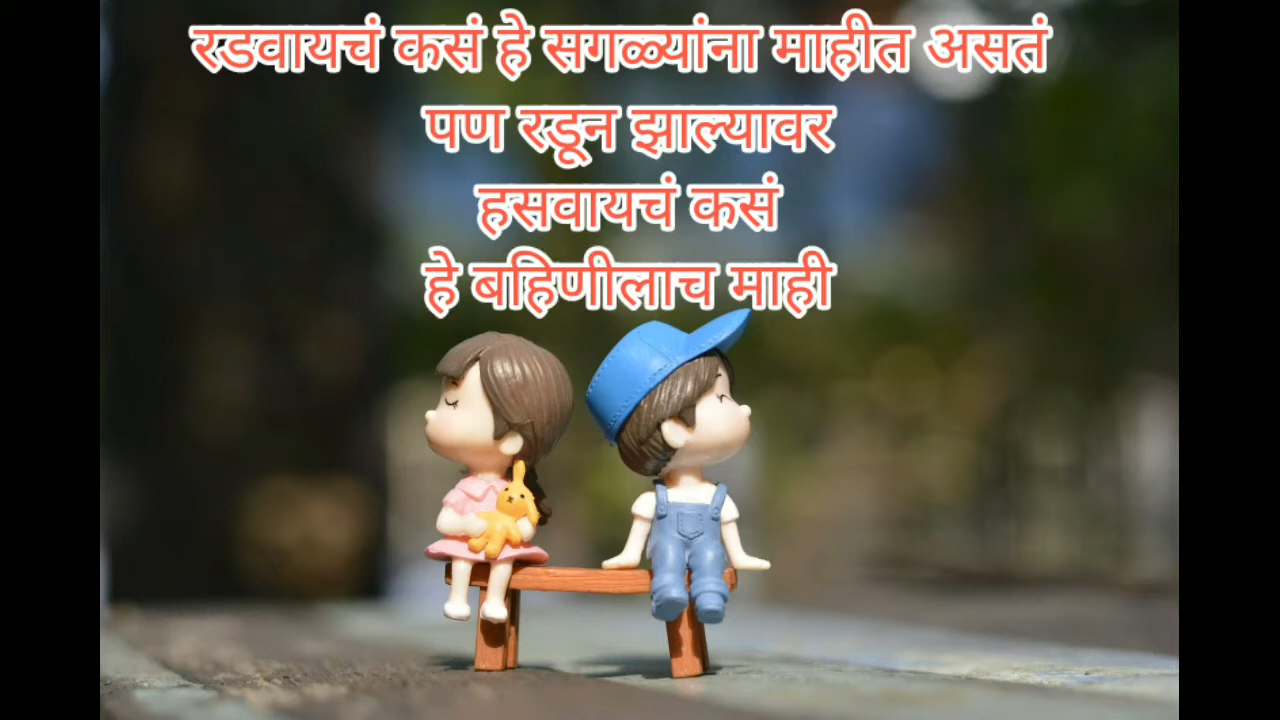 रडवायचं कसं हे सगळ्यांना माहीत असतं
पण रडून झाल्यावर
हसवायचं कसं
हे बहिणीलाच माही